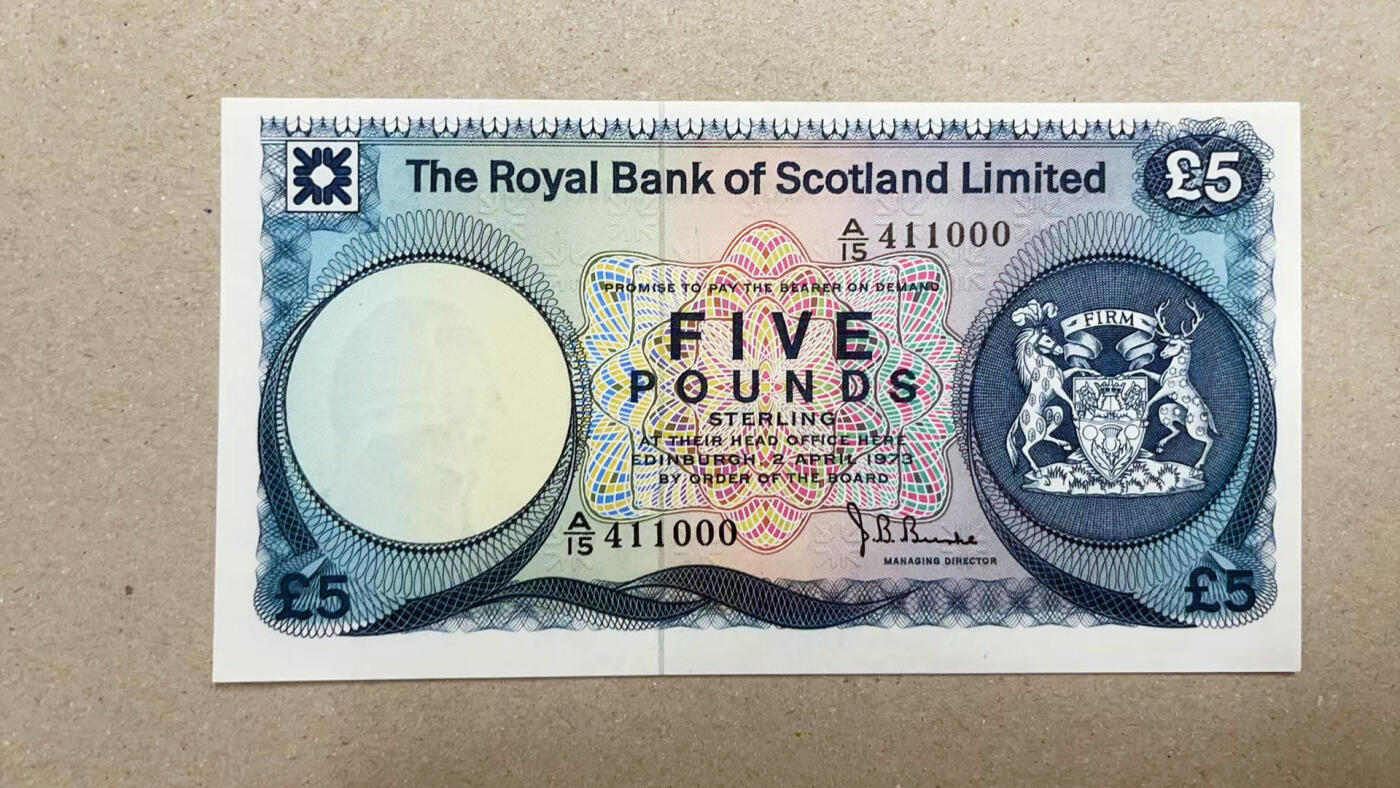 The Royal Bank of Scotland Limited
£5
A/15 411000
PROMISE TO PAY THE BEARER ON DEMAND
FIVE
POUNDS
STERLING
AT THEIR HEAD OFFICE HERE
EDINBURGH, 2 APRIL 1973
BY ORDER OF THE BOARD
FIRM
A/15 411000
J.B. Burke
MANAGING DIRECTOR
£5
£5